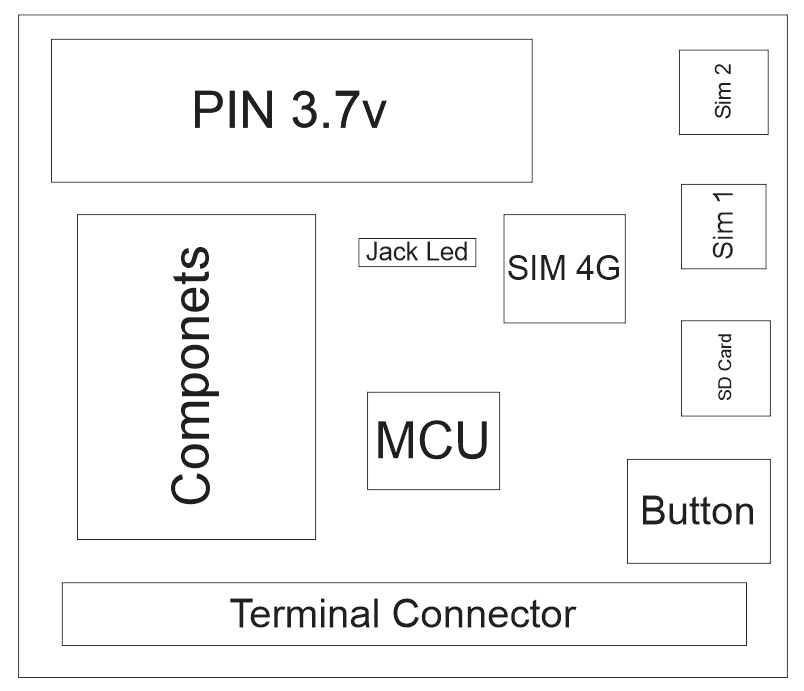 PIN 3.7v
Sim 2
Sim 1
Jack Led
SIM 4G
Componets
SD Card
MCU
Button
Terminal Connector